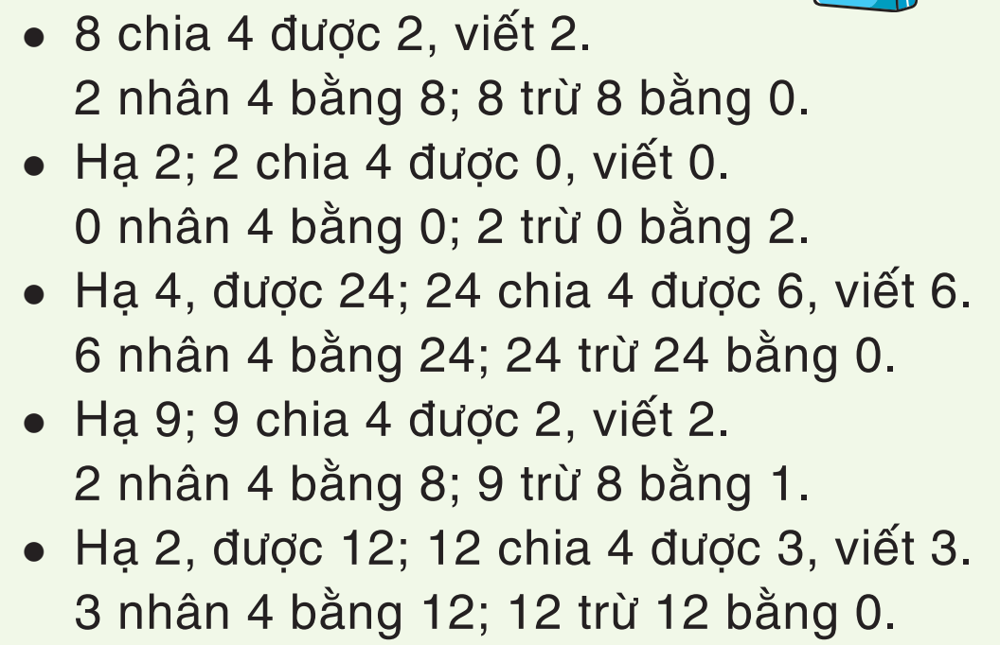 • 8 chia 4 được 2, viết 2.
2 nhân 4 bằng 8; 8 trừ 8 bằng 0.
• Hạ 2; 2 chia 4 được 0, viết 0.
0 nhân 4 bằng 0; 2 trừ 0 bằng 2.
• Hạ 4, được 24; 24 chia 4 được 6, viết 6.
6 nhân 4 bằng 24; 24 trừ 24 bằng 0.
• Hạ 9; 9 chia 4 được 2, viết 2.
2 nhân 4 bằng 8; 9 trừ 8 bằng 1.
• Hạ 2, được 12; 12 chia 4 được 3, viết 3.
3 nhân 4 bằng 12; 12 trừ 12 bằng 0.